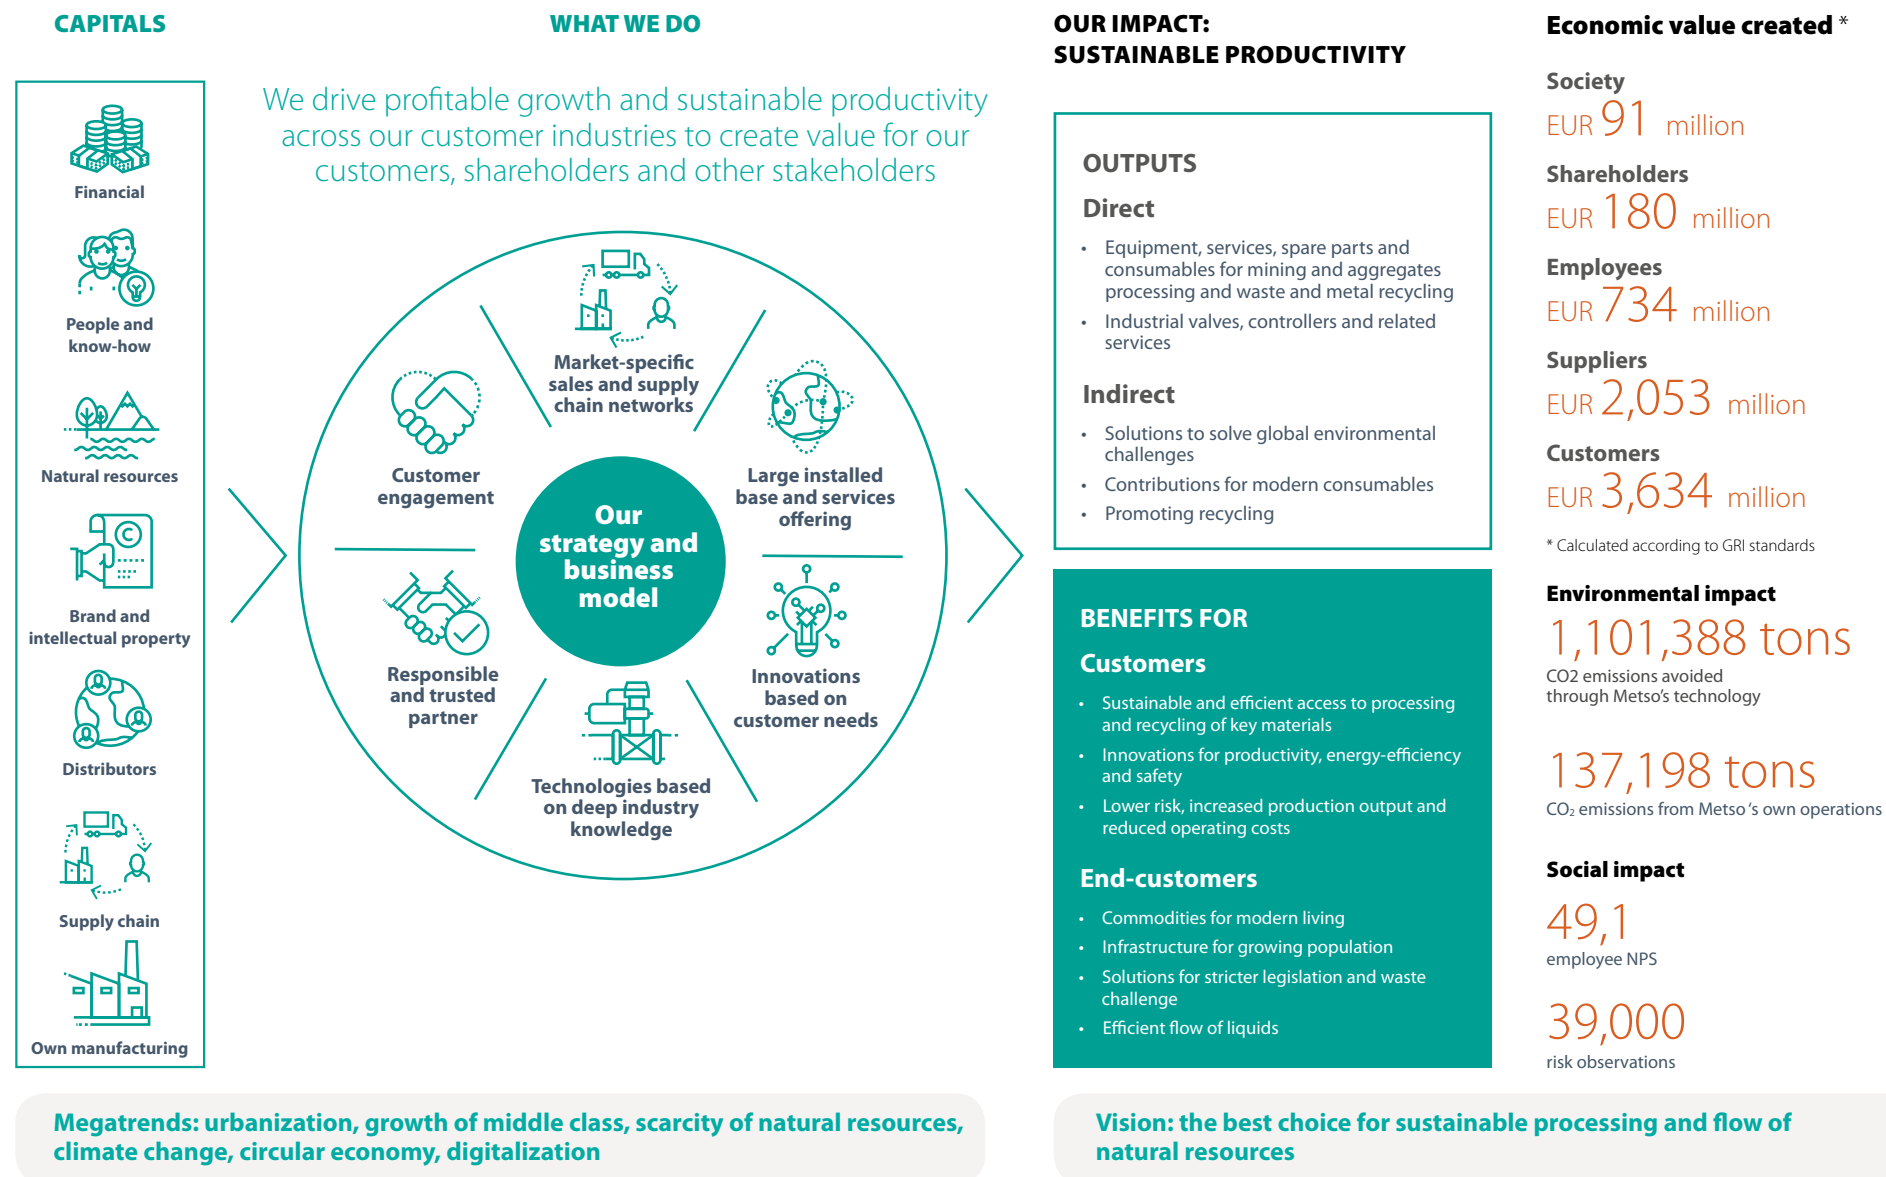 CAPITALS
Financial
People and
know-how
Natural resources
Brand and
intellectual property
Distributors
Supply chain
Own manufacturing
WHAT WE DO
We drive profitable growth and sustainable productivity
across our customer industries to create value for our
customers, shareholders and other stakeholders
Market-specific
sales and supply
chain networks
Large installed
base and services
offering
Innovations
based on
customer needs
Technologies based
on deep industry
knowledge
Responsible
and trusted
partner
Customer
engagement
Our
strategy and
business
model
OUR IMPACT:
SUSTAINABLE PRODUCTIVITY
OUTPUTS
Direct
• Equipment, services, spare parts and
consumables for mining and aggregates
processing and waste and metal recycling
• Industrial valves, controllers and related
services
Indirect
• Solutions to solve global environmental
challenges
• Contributions for modern consumables
• Promoting recycling
BENEFITS FOR
Customers
• Sustainable and efficient access to processing
and recycling of key materials
• Innovations for productivity, energy-efficiency
and safety
• Lower risk, increased production output and
reduced operating costs
End-customers
• Commodities for modern living
• Infrastructure for growing population
• Solutions for stricter legislation and waste
challenge
• Efficient flow of liquids
Economic value created *
Society
EUR 91 million
Shareholders
EUR 180 million
Employees
EUR 734 million
Suppliers
EUR 2,053 million
Customers
EUR 3,634 million
* Calculated according to GRI standards
Environmental impact
1,101,388 tons
CO2 emissions avoided
through Metso's technology
137,198 tons
CO₂ emissions from Metso 's own operations
Social impact
49,1
employee NPS
39,000
risk observations
Megatrends: urbanization, growth of middle class, scarcity of natural resources,
climate change, circular economy, digitalization
Vision: the best choice for sustainable processing and flow of
natural resources